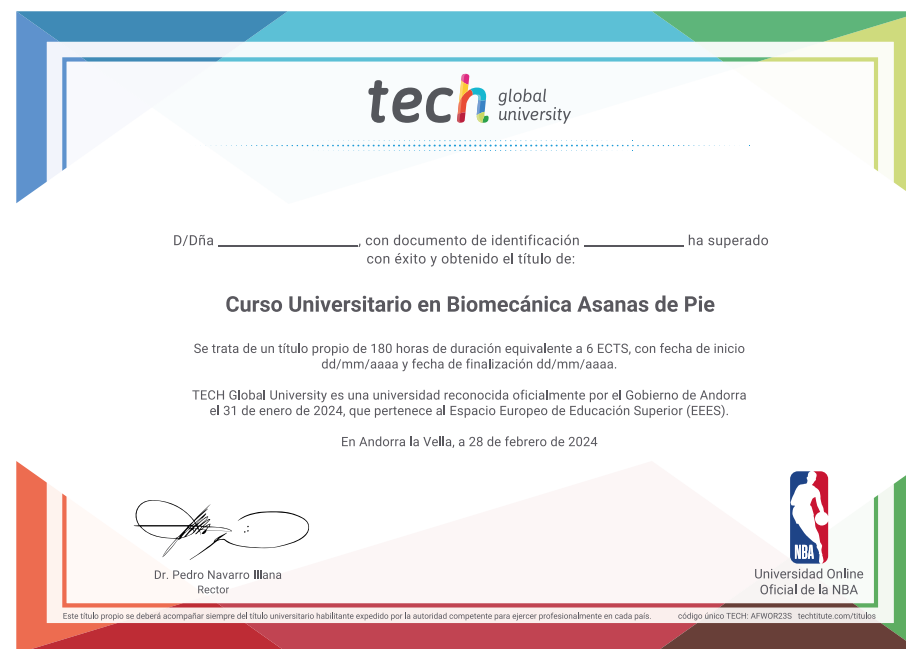 tech global university
D/Dña ______________, con documento de identificación __________ ha superado
con éxito y obtenido el título de:
Curso Universitario en Biomecánica Asanas de Pie
Se trata de un título propio de 180 horas de duración equivalente a 6 ECTS, con fecha de inicio
dd/mm/aaaa y fecha de finalización dd/mm/aaaa.
TECH Global University es una universidad reconocida oficialmente por el Gobierno de Andorra
el 31 de enero de 2024, que pertenece al Espacio Europeo de Educación Superior (EEES).
En Andorra la Vella, a 28 de febrero de 2024
Dr. Pedro Navarro Illana
Rector
NBA
Universidad Online
Oficial de la NBA
Este título propio se deberá acompañar siempre del título universitario habilitante expedido por la autoridad competente para ejercer profesionalmente en cada país.
código único TECH: AFWOR23S techtitute.com/titulos